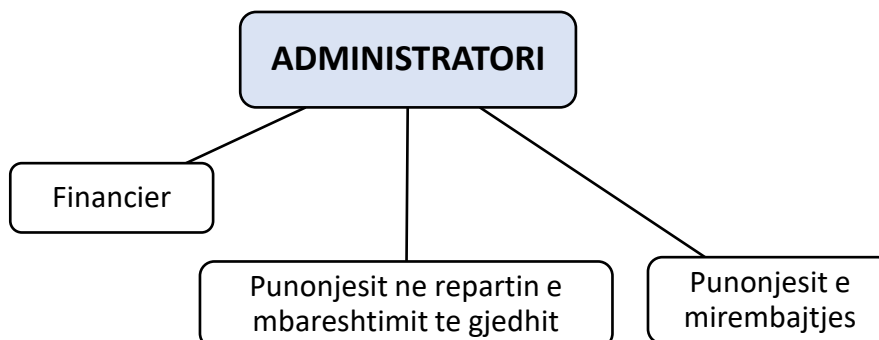 ADMINISTRATORI
Financier
Punonjesit ne repartin e
mbareshtimit te gjedhit
Punonjesit e
mirembajtjes